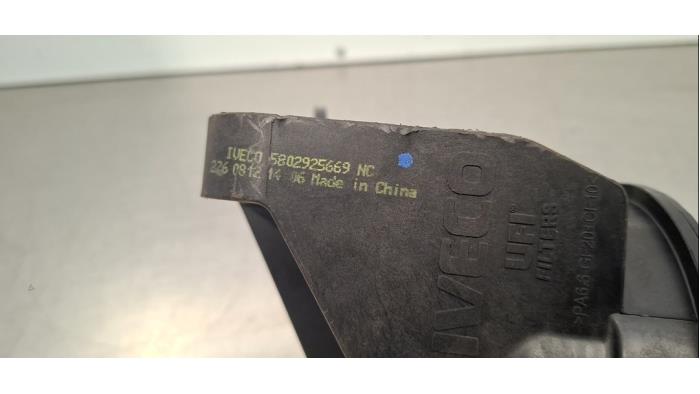 IVECO 5802925669 NC
226 0812 14 06 Made in China
IVECO
UFI
FILTERS